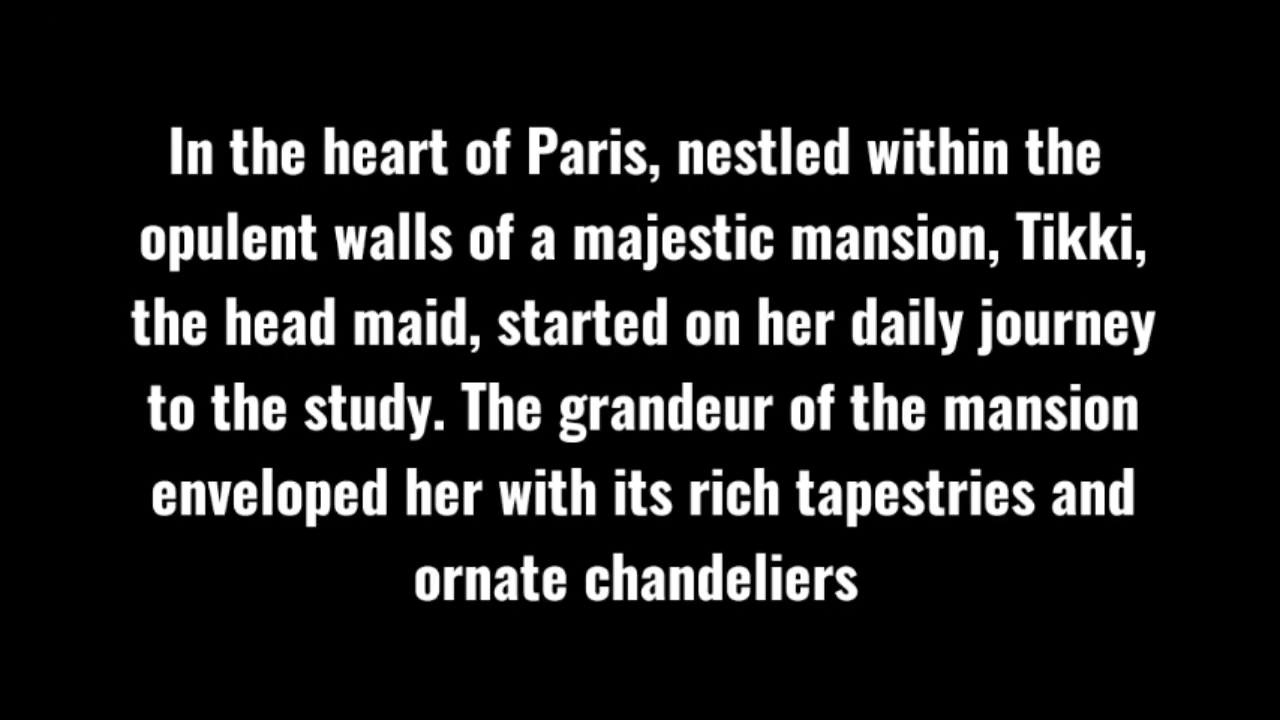 In the heart of Paris, nestled within the
opulent walls of a majestic mansion, Tikki,
the head maid, started on her daily journey
to the study. The grandeur of the mansion
enveloped her with its rich tapestries and
ornate chandeliers